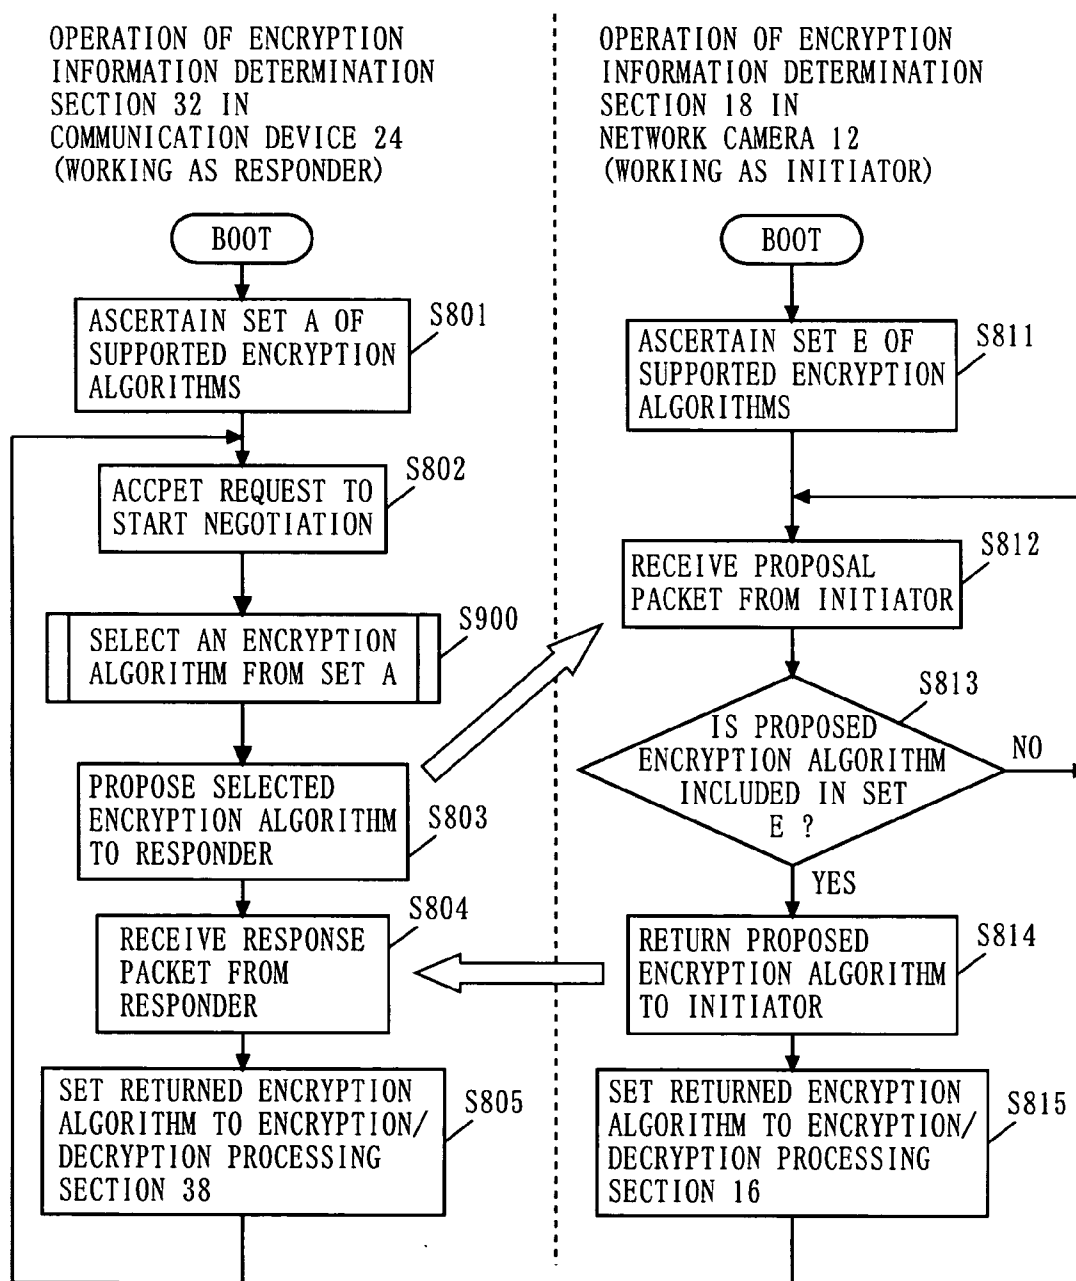 OPERATION OF ENCRYPTION
INFORMATION DETERMINATION
SECTION 32 IN
COMMUNICATION DEVICE 24
(WORKING AS RESPONDER)
BOOT
ASCERTAIN SET A OF
SUPPORTED ENCRYPTION
ALGORITHMS
S801
ACCPET REQUEST TO
START NEGOTIATION
S802
SELECT AN ENCRYPTION
ALGORITHM FROM SET A
S900
PROPOSE SELECTED
ENCRYPTION ALGORITHM
TO RESPONDER
S803
RECEIVE RESPONSE
PACKET FROM
RESPONDER
S804
SET RETURNED ENCRYPTION
ALGORITHM TO ENCRYPTION/
DECRYPTION PROCESSING
SECTION 38
S805
OPERATION OF ENCRYPTION
INFORMATION DETERMINATION
SECTION 18 IN
NETWORK CAMERA 12
(WORKING AS INITIATOR)
BOOT
ASCERTAIN SET E OF
SUPPORTED ENCRYPTION
ALGORITHMS
S811
RECEIVE PROPOSAL
PACKET FROM INITIATOR
S812
IS PROPOSED
ENCRYPTION ALGORITHM
INCLUDED IN SET
E ?
S813
NO
YES
RETURN PROPOSED
ENCRYPTION ALGORITHM
TO INITIATOR
S814
SET RETURNED ENCRYPTION
ALGORITHM TO ENCRYPTION/
DECRYPTION PROCESSING
SECTION 16
S815